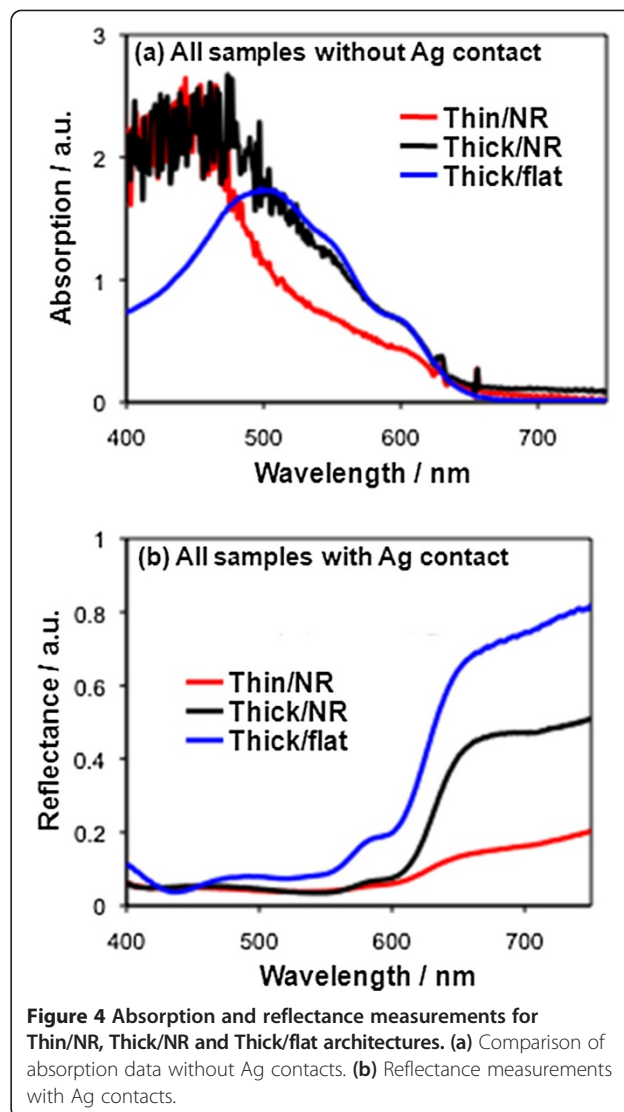 3
(a) All samples without Ag contact
Thin/NR
Thick/NR
Thick/flat
2
1
0
Absorption / a.u.
400 500 600 700
Wavelength / nm
1
(b) All samples with Ag contact
0.8
0.6
Thin/NR
Thick/NR
Thick/flat
0.4
0.2
0
Reflectance / a.u.
400 500 600 700
Wavelength / nm
Figure 4 Absorption and reflectance measurements for
Thin/NR, Thick/NR and Thick/flat architectures. (a) Comparison of
absorption data without Ag contacts. (b) Reflectance measurements
with Ag contacts.